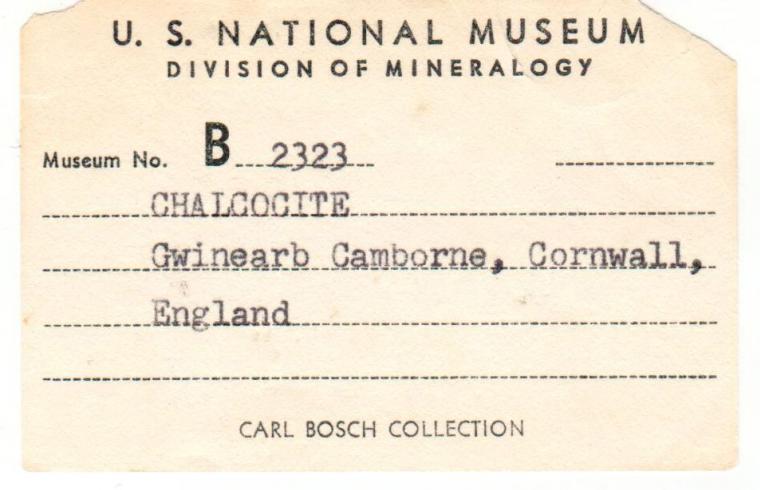 U. S. NATIONAL MUSEUM
DIVISION OF MINERALOGY
Museum No. B 2323
CHALCOCITE
Gwinearb Camborne, Cornwall,
England
CARL BOSCH COLLECTION